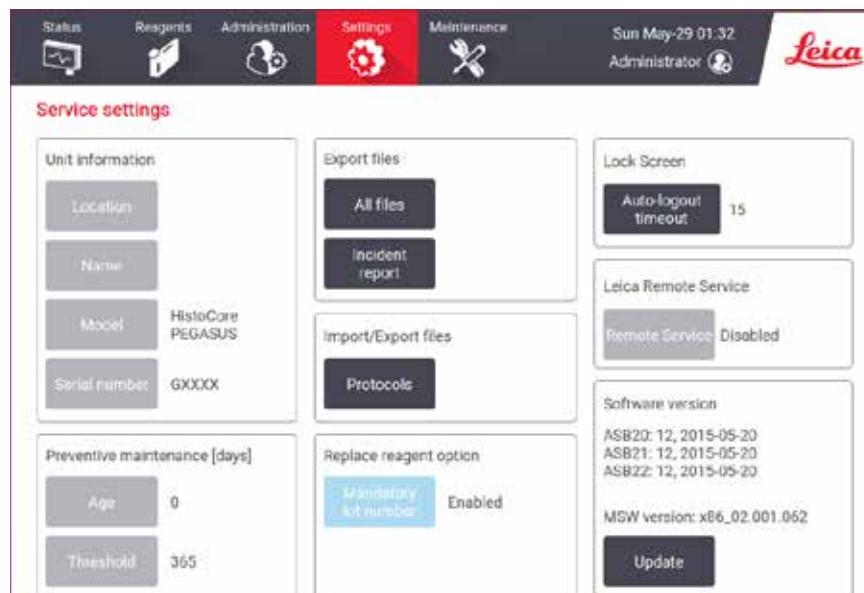 Status
Reagents
Administration
Settings
Maintenance
Sun May-29 01:32
Administrator
Leica
Service settings
Unit information
Location
Name
Model
HistoCore
PEGASUS
Serial number
GXXXX
Preventive maintenance [days]
Age
0
Threshold
365
Export files
All files
Incident
report
Import/Export files
Protocols
Replace reagent option
Mandatory
lot number
Enabled
Lock Screen
Auto-logout
timeout
15
Leica Remote Service
Remote Service
Disabled
Software version
ASB20: 12, 2015-05-20
ASB21: 12, 2015-05-20
ASB22: 12, 2015-05-20
MSW version: x86_02.001.062
Update